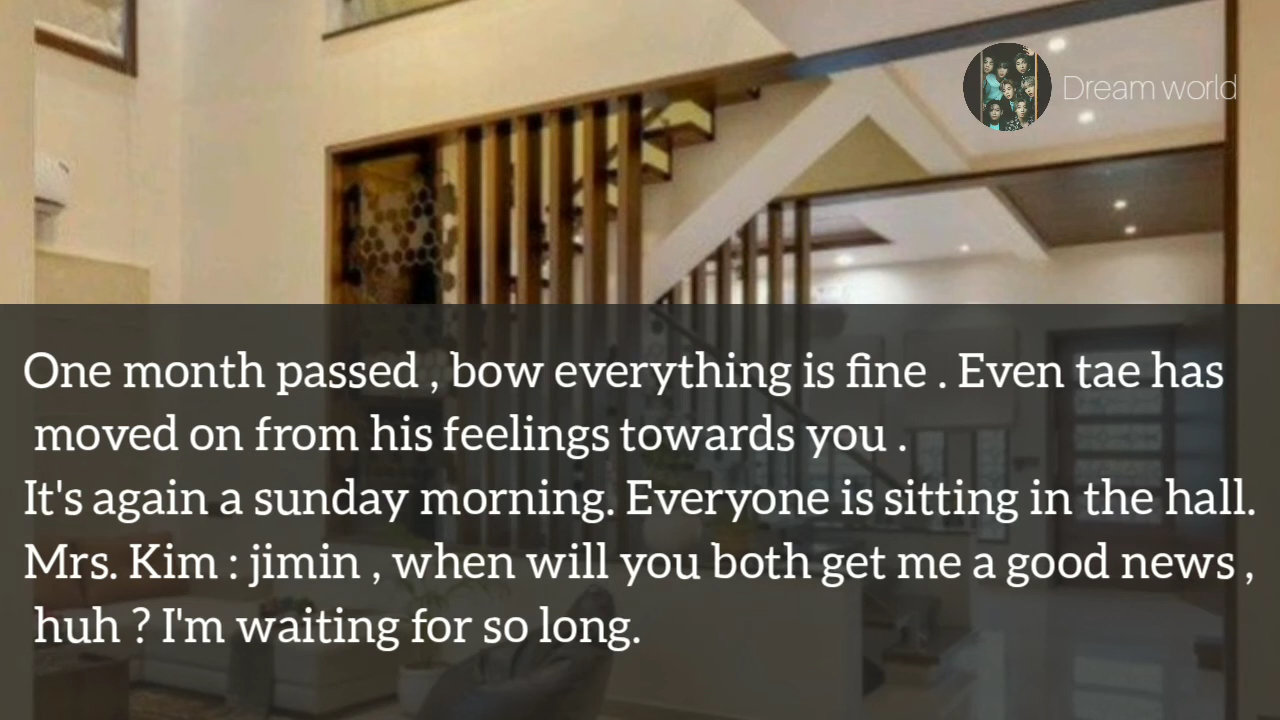 Dream world
One month passed , bow everything is fine . Even tae has
moved on from his feelings towards you .
It's again a sunday morning. Everyone is sitting in the hall.
Mrs. Kim : jimin , when will you both get me a good news ,
huh ? I'm waiting for so long.